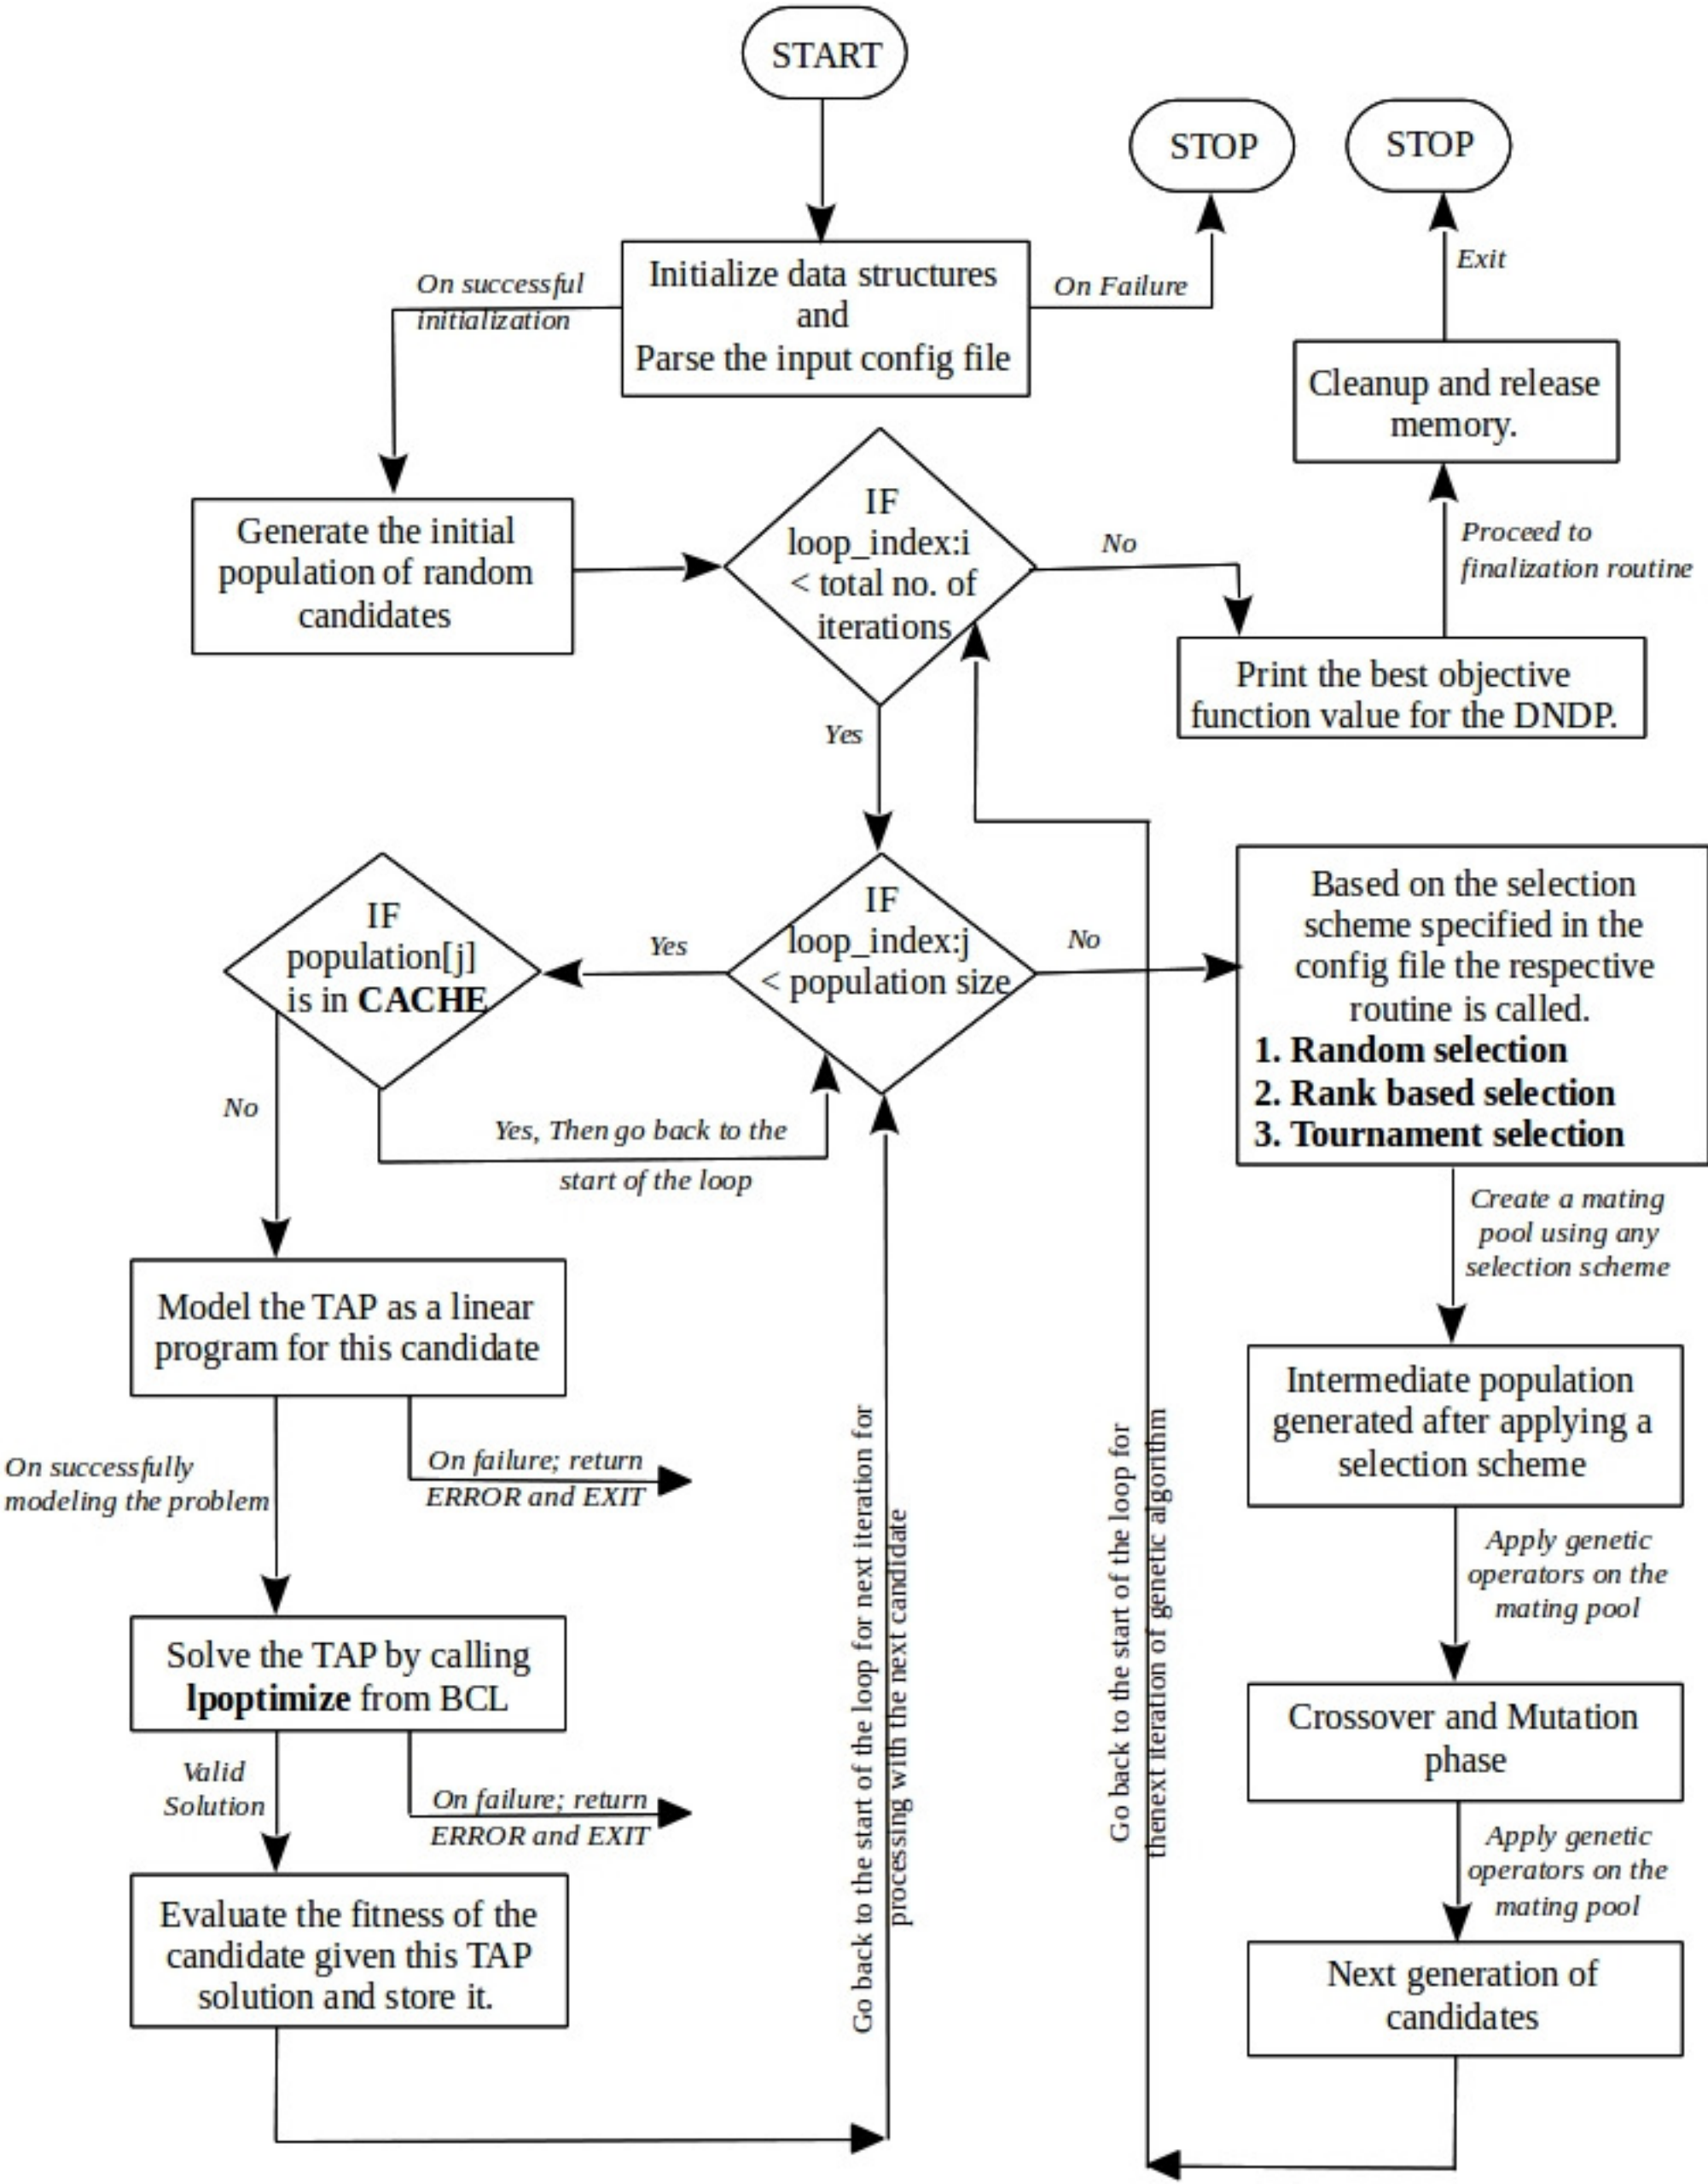 START
STOP
STOP
On successful
initialization
Initialize data structures
and
Parse the input config file
On Failure
Exit
Cleanup and release
memory.
Generate the initial
population of random
candidates
IF
loop_index:i
< total no. of
iterations
No
Proceed to
finalization routine
Print the best objective
function value for the DNDP.
Yes
IF
population[j]
is in CACHE
Yes
IF
loop_index:j
< population size
No
Based on the selection
scheme specified in the
config file the respective
routine is called.
1. Random selection
2. Rank based selection
3. Tournament selection
No
Yes, Then go back to the
start of the loop
Create a mating
pool using any
selection scheme
Model the TAP as a linear
program for this candidate
Intermediate population
generated after applying a
selection scheme
On successfully
modeling the problem
On failure; return
ERROR and EXIT
Go back to the start of the loop for next iteration for
processing with the next candidate
Go back to the start of the loop for
thenext iteration of genetic algorithm
Apply genetic
operators on the
mating pool
Solve the TAP by calling
lpoptimize from BCL
Crossover and Mutation
phase
Valid
Solution
On failure; return
ERROR and EXIT
Apply genetic
operators on the
mating pool
Evaluate the fitness of the
candidate given this TAP
solution and store it.
Next generation of
candidates